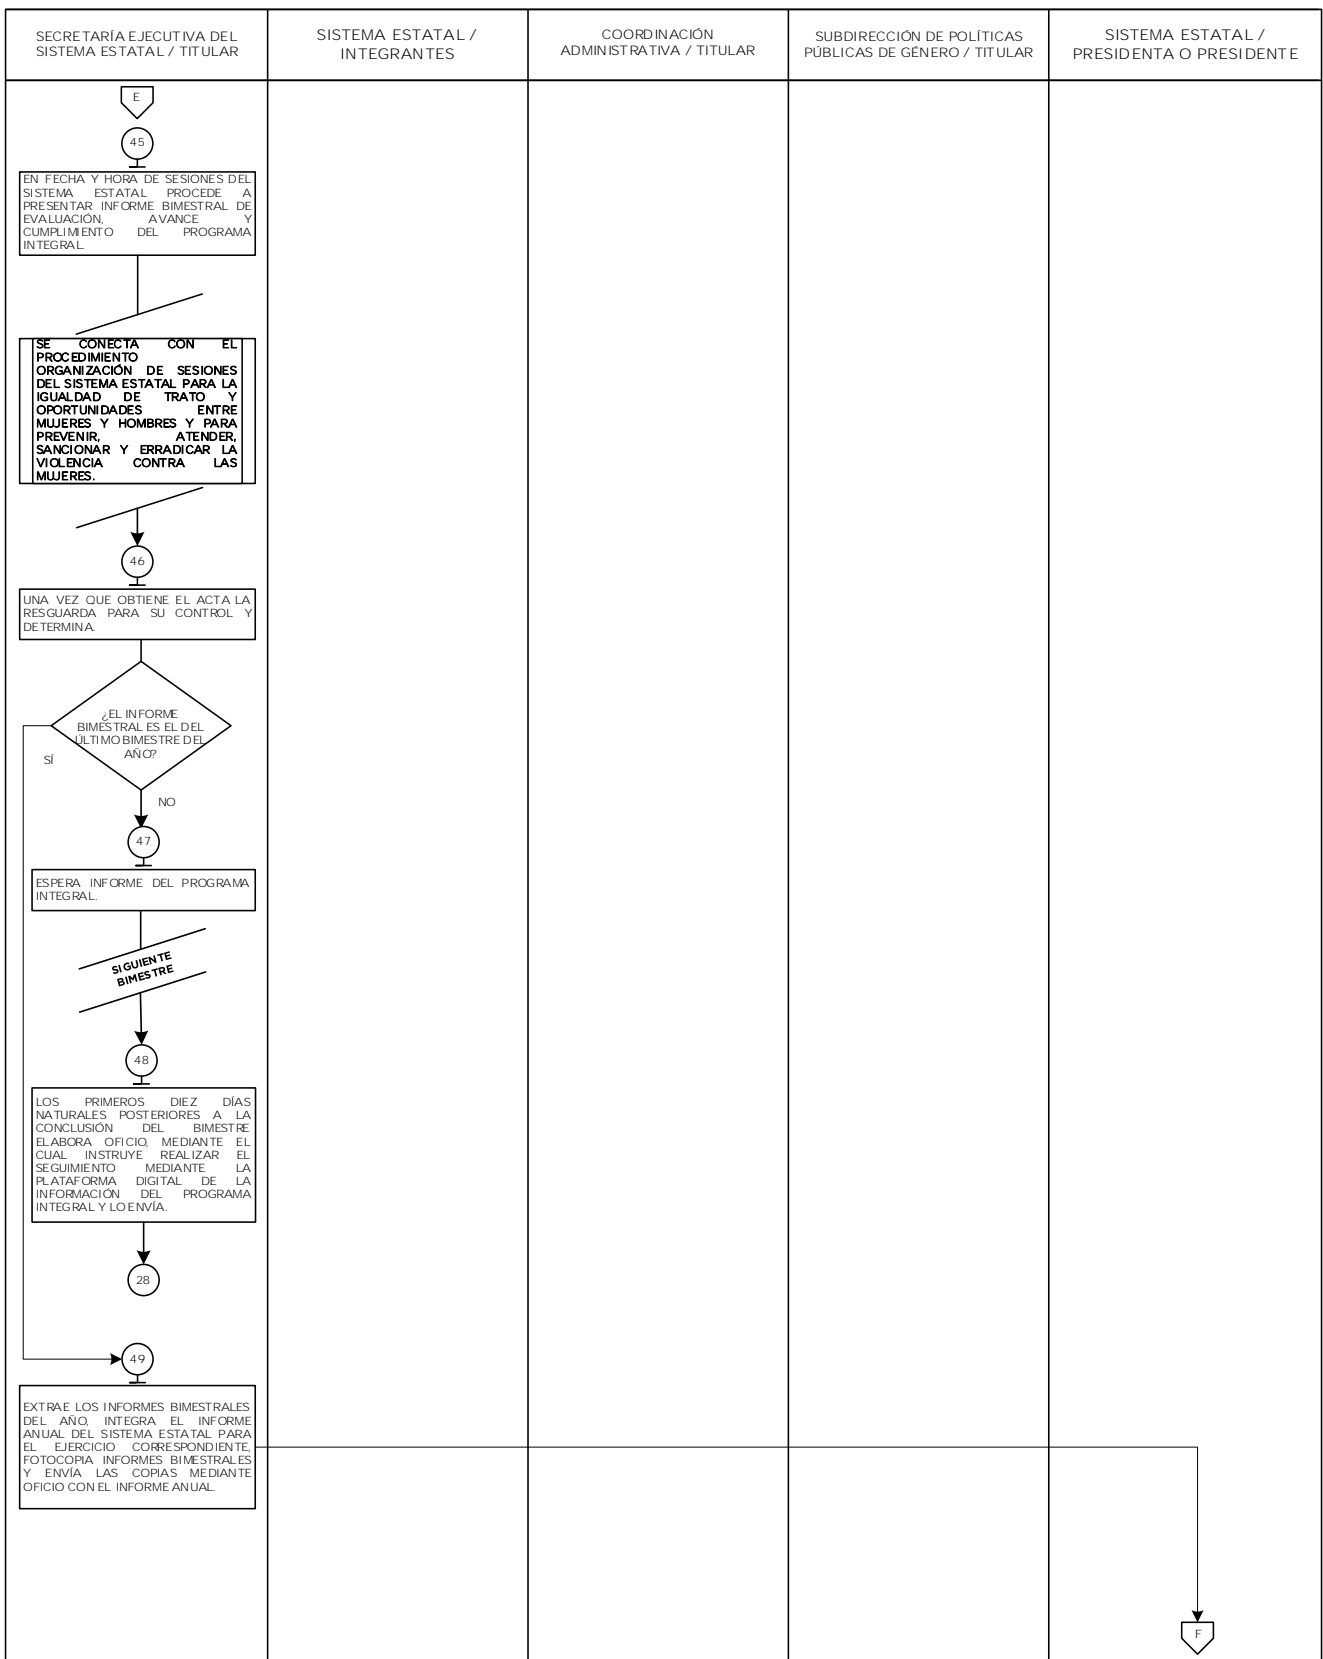 SECRETARÍA EJECUTIVA DEL
SISTEMA ESTATAL / TITULAR
SISTEMA ESTATAL /
INTEGRANTES
COORDINACIÓN
ADMINISTRATIVA / TITULAR
SUBDIRECCIÓN DE POLÍTICAS
PÚBLICAS DE GÉNERO / TITULAR
SISTEMA ESTATAL /
PRESIDENTA O PRESIDENTE
E
45
EN FECHA Y HORA DE SESIONES DEL
SISTEMA ESTATAL PROCEDE A
PRESENTAR INFORME BIMESTRAL DE
EVALUACIÓN, AVANCE Y
CUMPLIMIENTO DEL PROGRAMA
INTEGRAL.
SE CONECTA CON EL
PROCEDIMIENTO
ORGANIZACIÓN DE SESIONES
DEL SISTEMA ESTATAL PARA LA
IGUALDAD DE TRATO Y
OPORTUNIDADES ENTRE
MUJERES Y HOMBRES Y PARA
PREVENIR, ATENDER,
SANCIONAR Y ERRADICAR LA
VIOLENCIA CONTRA LAS
MUJERES.
46
UNA VEZ QUE OBTIENE EL ACTA LA
RESGUARDA PARA SU CONTROL Y
DETERMINA.
¿EL INFORME
BIMESTRAL ES EL DEL
ÚLTIMO BIMESTRE DEL
AÑO?
SÍ
NO
47
ESPERA INFORME DEL PROGRAMA
INTEGRAL.
SIGUIENTE
BIMESTRE
48
LOS PRIMEROS DIEZ DÍAS
NATURALES POSTERIORES A LA
CONCLUSIÓN DEL BIMESTRE
ELABORA OFICIO, MEDIANTE EL
CUAL INSTRUYE REALIZAR EL
SEGUIMIENTO MEDIANTE LA
PLATAFORMA DIGITAL DE LA
INFORMACIÓN DEL PROGRAMA
INTEGRAL Y LO ENVÍA.
28
49
EXTRAE LOS INFORMES BIMESTRALES
DEL AÑO, INTEGRA EL INFORME
ANUAL DEL SISTEMA ESTATAL PARA
EL EJERCICIO CORRESPONDIENTE,
FOTOCOPIA INFORMES BIMESTRALES
Y ENVÍA LAS COPIAS MEDIANTE
OFICIO CON EL INFORME ANUAL.
F